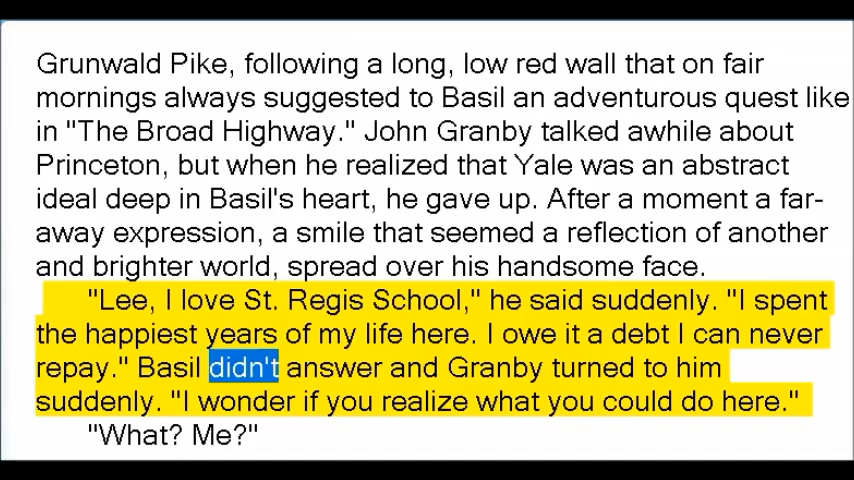 Grunwald Pike, following a long, low red wall that on fair
mornings always suggested to Basil an adventurous quest like
in "The Broad Highway." John Granby talked awhile about
Princeton, but when he realized that Yale was an abstract
ideal deep in Basil's heart, he gave up. After a moment a far-
away expression, a smile that seemed a reflection of another
and brighter world, spread over his handsome face.
"Lee, I love St. Regis School," he said suddenly. "I spent
the happiest years of my life here. I owe it a debt I can never
repay." Basil didn't answer and Granby turned to him
suddenly. "I wonder if you realize what you could do here."
"What? Me?"